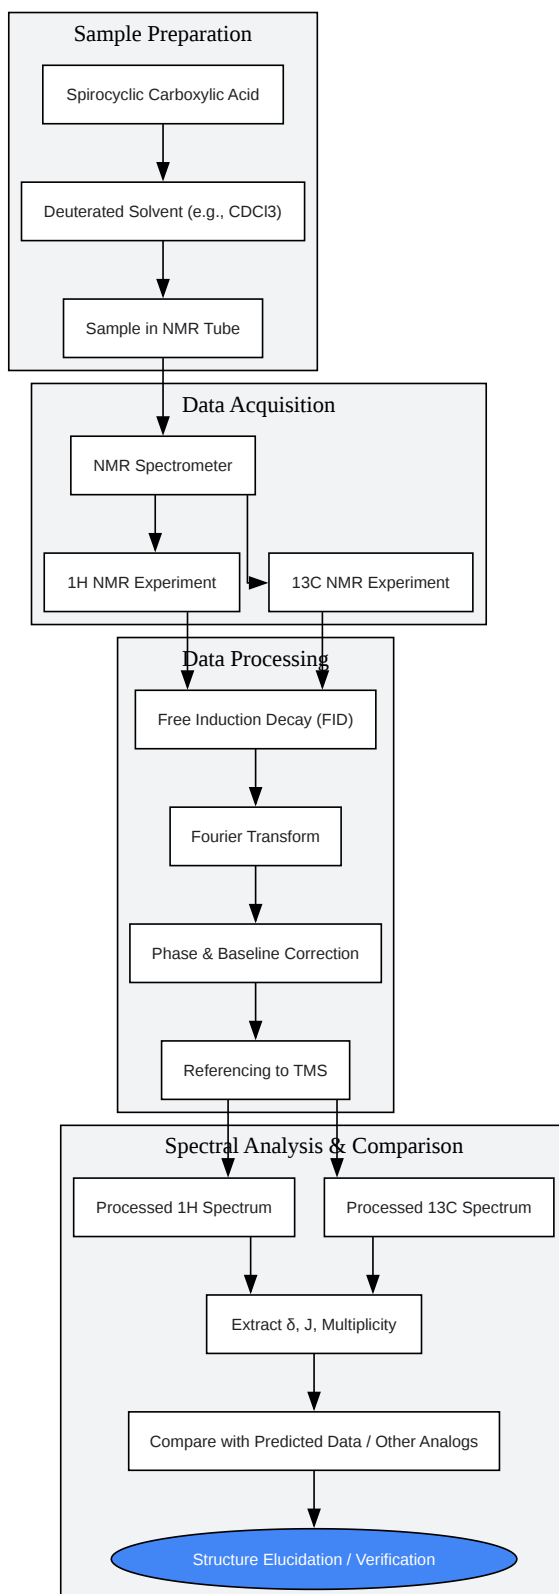 Sample Preparation
Spirocyclic Carboxylic Acid
Deuterated Solvent (e.g., CDCl3)
Sample in NMR Tube
Data Acquisition
NMR Spectrometer
1H NMR Experiment
13C NMR Experiment
Data Processing
Free Induction Decay (FID)
Fourier Transform
Phase & Baseline Correction
Referencing to TMS
Spectral Analysis & Comparison
Processed 1H Spectrum
Processed 13C Spectrum
Extract δ, J, Multiplicity
Compare with Predicted Data / Other Analogs
Structure Elucidation / Verification